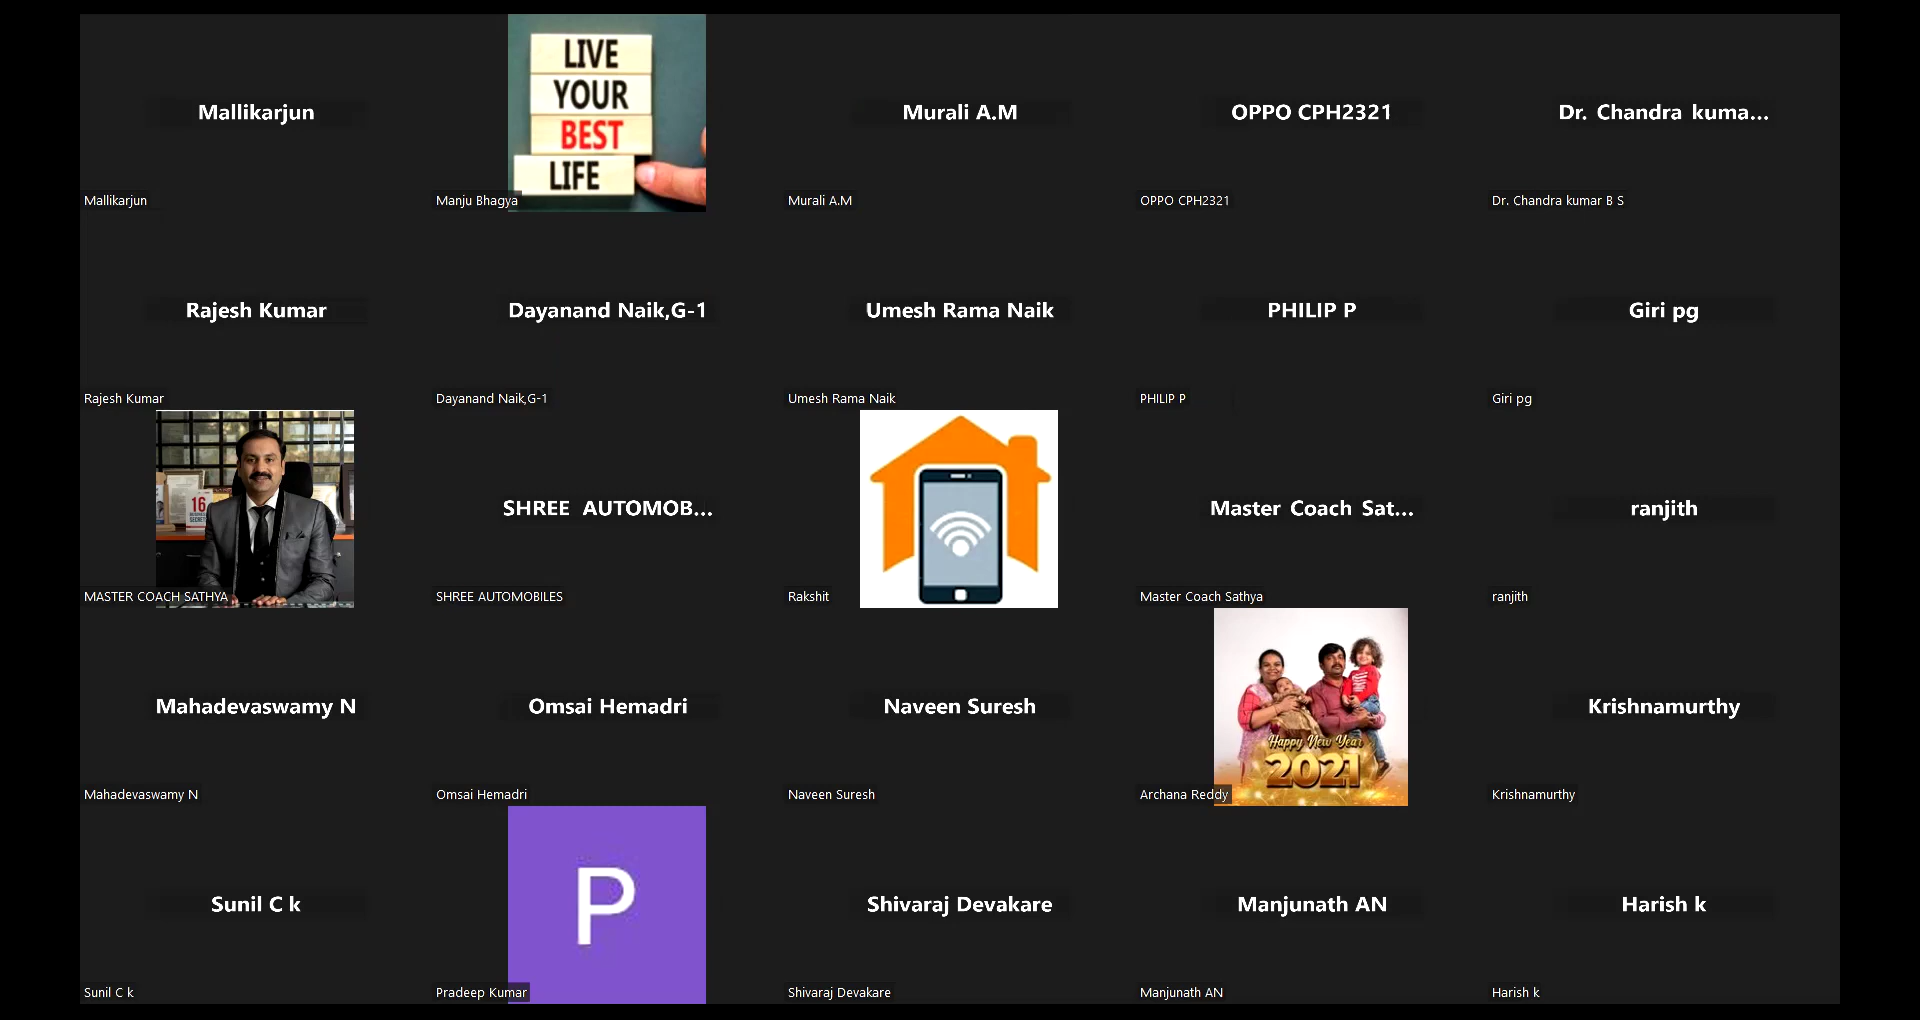 Mallikarjun
Mallikarjun
LIVE
YOUR
BEST
LIFE
Manju Bhagya
Murali A.M
Murali A.M
OPPO CPH2321
OPPO CPH2321
Dr. Chandra kuma...
Dr. Chandra kumar B S
Rajesh Kumar
Rajesh Kumar
Dayanand Naik,G-1
Dayanand Naik,G-1
Umesh Rama Naik
Umesh Rama Naik
PHILIP P
PHILIP P
Giri pg
Giri pg
16
MASTER COACH SATHYA
SHREE AUTOMOB...
SHREE AUTOMOBILES
Rakshit
Master Coach Sat...
Master Coach Sathya
ranjith
ranjith
Mahadevaswamy N
Mahadevaswamy N
Omsai Hemadri
Omsai Hemadri
Naveen Suresh
Naveen Suresh
Happy New Year
2021
Archana Reddy
Krishnamurthy
Krishnamurthy
Sunil C k
Sunil C k
P
Pradeep Kumar
Shivaraj Devakare
Shivaraj Devakare
Manjunath AN
Manjunath AN
Harish k
Harish k